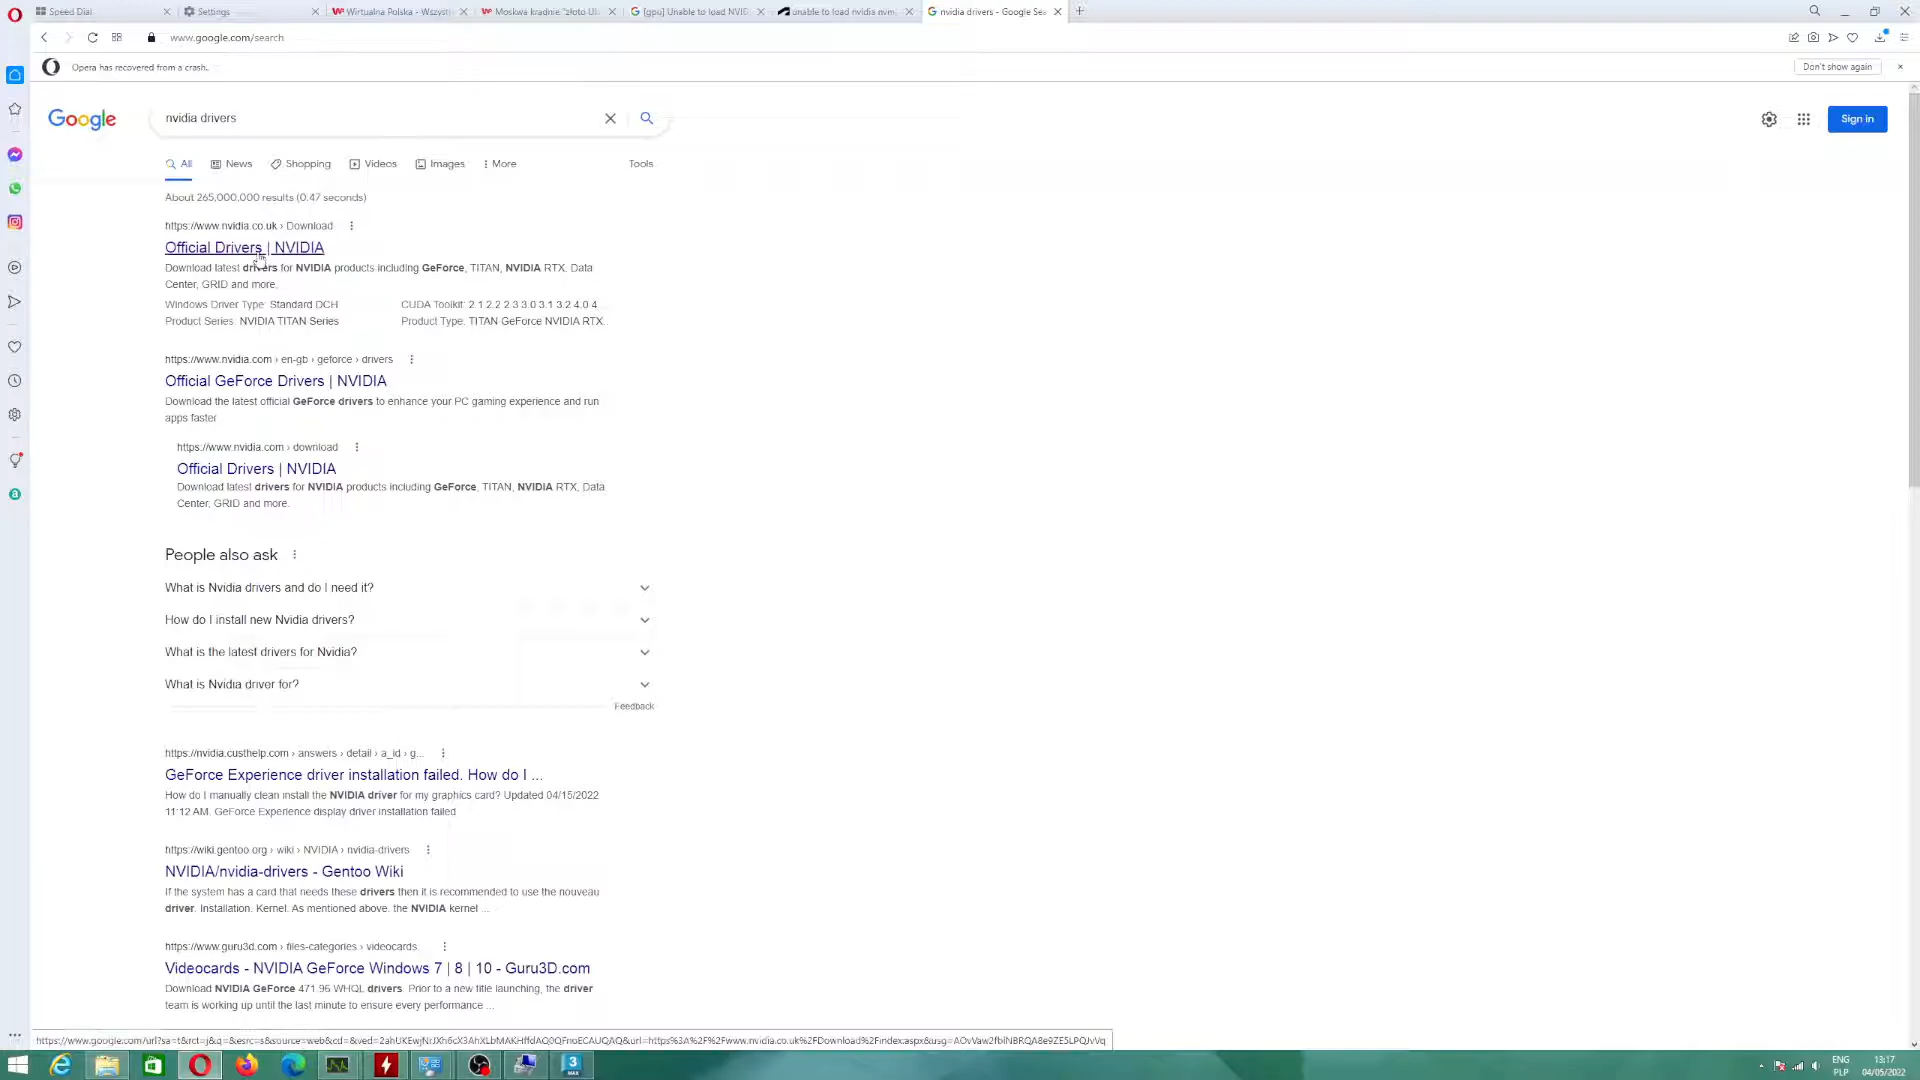 Speed Dial
Settings
Wirtualna Polska - Wszystk
Moskwa kradnie "złoto Uk
[gpu] Unable to load NVID
unable to load nvidia nvm
nvidia drivers - Google Sea
www.google.com/search
Opera has recovered from a crash.
Don't show again
Google
nvidia drivers
Sign in
All
News
Shopping
Videos
Images
More
Tools
About 265,000,000 results (0.47 seconds)
https://www.nvidia.co.uk › Download
Official Drivers | NVIDIA
Download latest drivers for NVIDIA products including GeForce, TITAN, NVIDIA RTX, Data
Center, GRID and more.
Windows Driver Type: Standard DCH
CUDA Toolkit: 2.1 2.2 2.3 3.0 3.1 3.2 4.0 4...
Product Series: NVIDIA TITAN Series
Product Type: TITAN GeForce NVIDIA RTX...
https://www.nvidia.com › en-gb › geforce › drivers
Official GeForce Drivers | NVIDIA
Download the latest official GeForce drivers to enhance your PC gaming experience and run
apps faster
https://www.nvidia.com › download
Official Drivers | NVIDIA
Download latest drivers for NVIDIA products including GeForce, TITAN, NVIDIA RTX, Data
Center, GRID and more.
People also ask
What is Nvidia drivers and do I need it?
How do I install new Nvidia drivers?
What is the latest drivers for Nvidia?
What is Nvidia driver for?
Feedback
https://nvidia.custhelp.com › answers › detail › a_id › g...
GeForce Experience driver installation failed. How do I ...
How do I manually clean install the NVIDIA driver for my graphics card? Updated 04/15/2022
11:12 AM. GeForce Experience display driver installation failed
https://wiki.gentoo.org › wiki › NVIDIA › nvidia-drivers
NVIDIA/nvidia-drivers - Gentoo Wiki
If the system has a card that needs these drivers then it is recommended to use the nouveau
driver. Installation. Kernel. As mentioned above, the NVIDIA kernel ...
https://www.guru3d.com › files-categories › videocards
Videocards - NVIDIA GeForce Windows 7 | 8 | 10 - Guru3D.com
Download NVIDIA GeForce 471.96 WHQL drivers. Prior to a new title launching, the driver
team is working up until the last minute to ensure every performance ...
ENG
13:17
PLP
04/05/2022